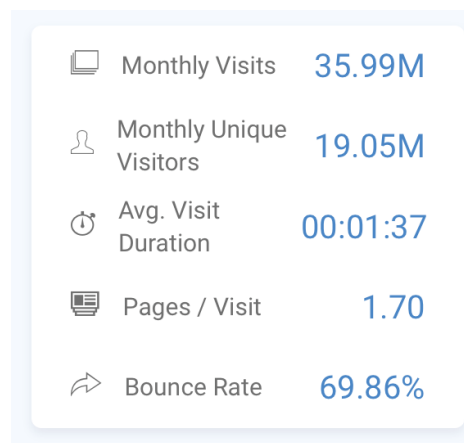 Monthly Visits 35.99M
Monthly Unique
Visitors 19.05M
Avg. Visit
Duration 00:01:37
Pages / Visit 1.70
Bounce Rate 69.86%